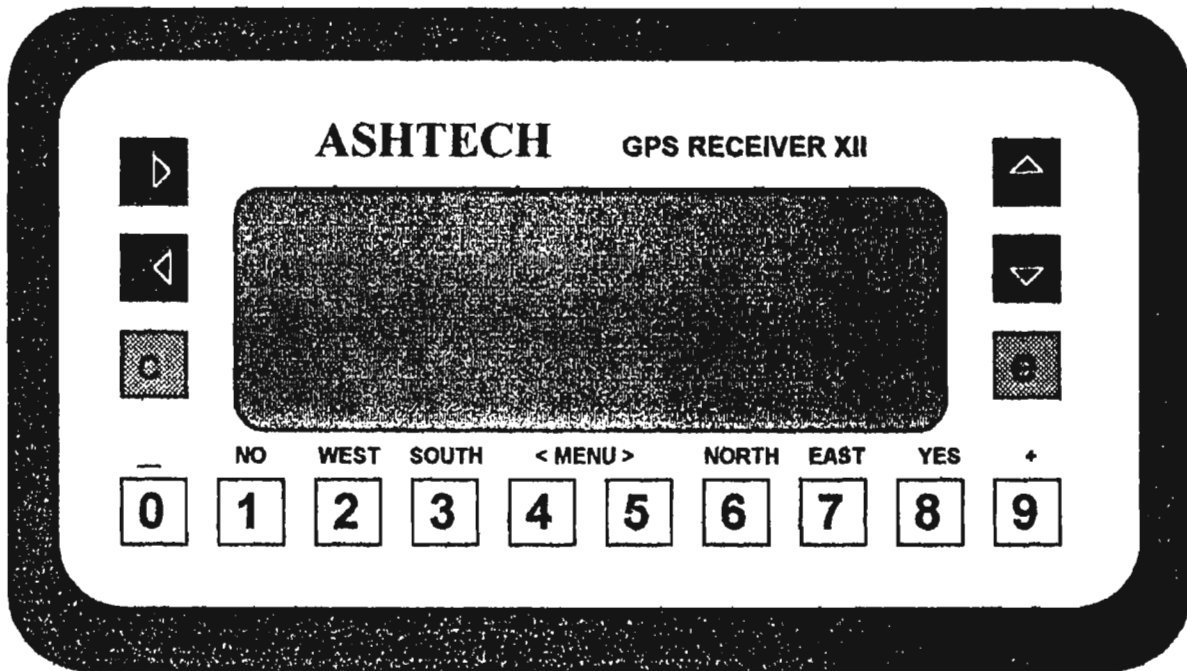 ASHTECH GPS RECEIVER XII
C e
— NO WEST SOUTH < MENU > NORTH EAST YES +
0 1 2 3 4 5 6 7 8 9